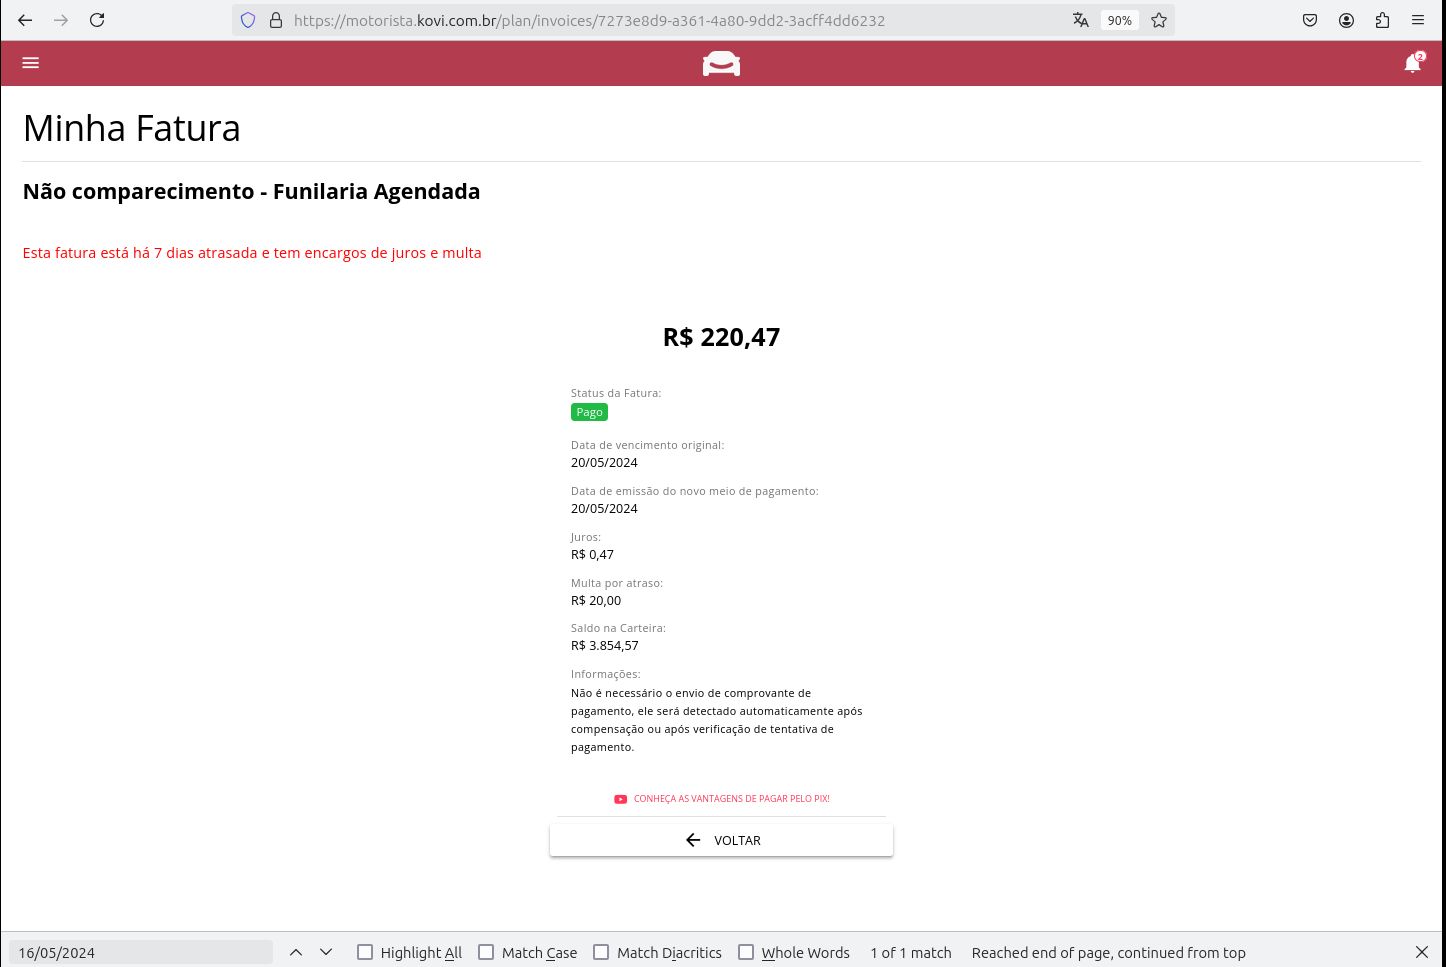 https://motorista.kovi.com.br/plan/invoices/7273e8d9-a361-4a80-9dd2-3acff4dd6232
90%
2
Minha Fatura
Não comparecimento - Funilaria Agendada
Esta fatura está há 7 dias atrasada e tem encargos de juros e multa
R$ 220,47
Status da Fatura:
Pago
Data de vencimento original:
20/05/2024
Data de emissão do novo meio de pagamento:
20/05/2024
Juros:
R$ 0,47
Multa por atraso:
R$ 20,00
Saldo na Carteira:
R$ 3.854,57
Informações:
Não é necessário o envio de comprovante de
pagamento, ele será detectado automaticamente após
compensação ou após verificação de tentativa de
pagamento.
CONHEÇA AS VANTAGENS DE PAGAR PELO PIX!
VOLTAR
16/05/2024 Highlight All Match Case Match Diacritics Whole Words 1 of 1 match Reached end of page, continued from top